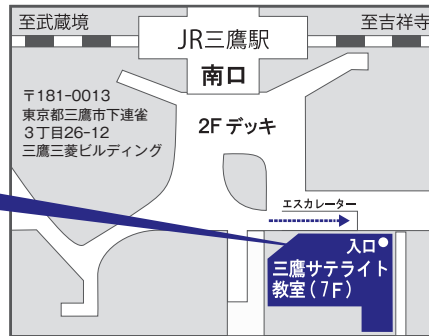 至武蔵境
至吉祥寺
JR三鷹駅
南口
〒181-0013
東京都三鷹市下連雀
３丁目26-12
三鷹三菱ビルディング
2F デッキ
エスカレーター
入口
三鷹サテライト
教室（7F）